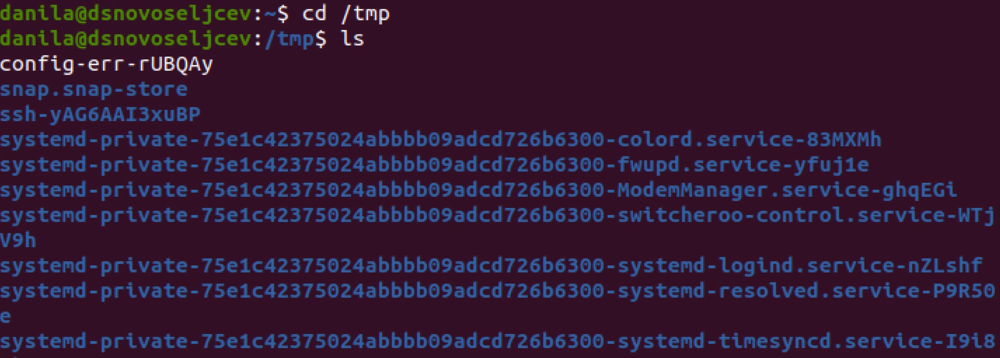 danila@dsnovoseljcev:~$ cd /tmp
danila@dsnovoseljcev:/tmp$ ls
config-err-rUBQAy
snap.snap-store
ssh-yAG6AAI3xuBP
systemd-private-75e1c42375024abbbb09adcd726b6300-colord.service-83MXMh
systemd-private-75e1c42375024abbbb09adcd726b6300-fwupd.service-yfuj1e
systemd-private-75e1c42375024abbbb09adcd726b6300-ModemManager.service-ghqEGi
systemd-private-75e1c42375024abbbb09adcd726b6300-switcheroo-control.service-WTj
V9h
systemd-private-75e1c42375024abbbb09adcd726b6300-systemd-logind.service-nZLshf
systemd-private-75e1c42375024abbbb09adcd726b6300-systemd-resolved.service-P9R50
e
systemd-private-75e1c42375024abbbb09adcd726b6300-systemd-timesyncd.service-I9i8